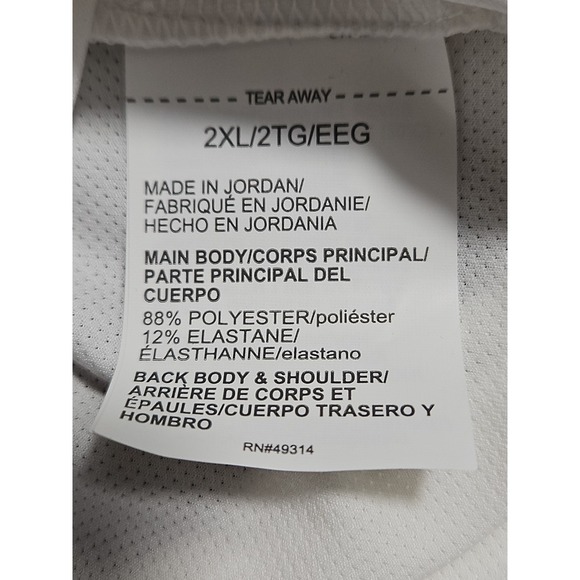 TEAR AWAY
2XL/2TG/EEG
MADE IN JORDAN/
FABRIQUÉ EN JORDANIE/
HECHO EN JORDANIA
MAIN BODY/CORPS PRINCIPAL/
PARTE PRINCIPAL DEL
CUERPO
88% POLYESTER/poliéster
12% ELASTANE/
ÉLASTHANNE/elastano
BACK BODY & SHOULDER/
ARRIÈRE DE CORPS ET
ÉPAULES/CUERPO TRASERO Y
HOMBRO
RN#49314